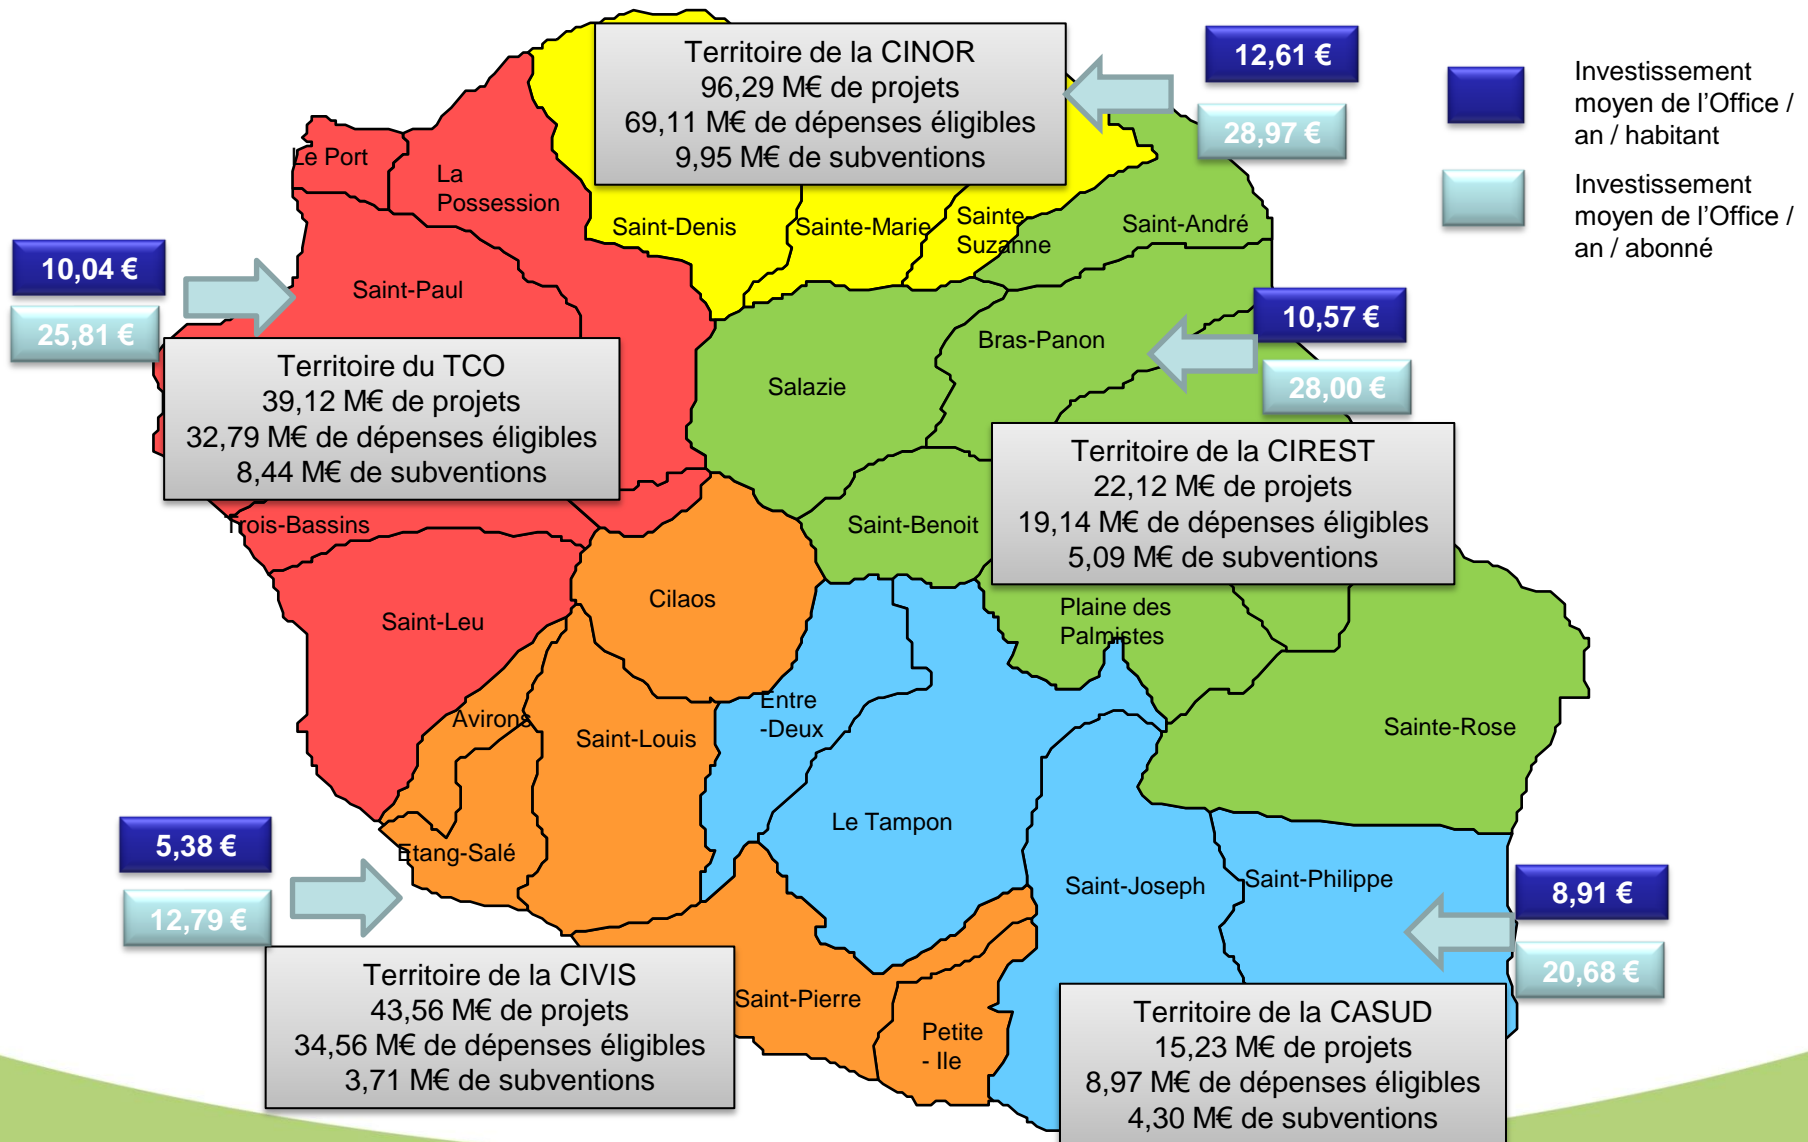 Territoire de la CINOR
96,29 M€ de projets
69,11 M€ de dépenses éligibles
9,95 M€ de subventions
12,61 €
28,97 €
Investissement
moyen de l'Office /
an / habitant
Investissement
moyen de l'Office /
an / abonné
Le Port
La
Possession
Saint-Denis
Sainte-Marie
Sainte
Suzanne
Saint-André
10,04 €
25,81 €
Saint-Paul
10,57 €
28,00 €
Bras-Panon
Salazie
Territoire du TCO
39,12 M€ de projets
32,79 M€ de dépenses éligibles
8,44 M€ de subventions
Territoire de la CIREST
22,12 M€ de projets
19,14 M€ de dépenses éligibles
5,09 M€ de subventions
Trois-Bassins
Saint-Benoit
Cilaos
Saint-Leu
Plaine des
Palmistes
Entre
-Deux
Avirons
Saint-Louis
Sainte-Rose
Le Tampon
5,38 €
12,79 €
Etang-Salé
Saint-Joseph
Saint-Philippe
8,91 €
20,68 €
Territoire de la CIVIS
43,56 M€ de projets
34,56 M€ de dépenses éligibles
3,71 M€ de subventions
Saint-Pierre
Petite
- Ile
Territoire de la CASUD
15,23 M€ de projets
8,97 M€ de dépenses éligibles
4,30 M€ de subventions